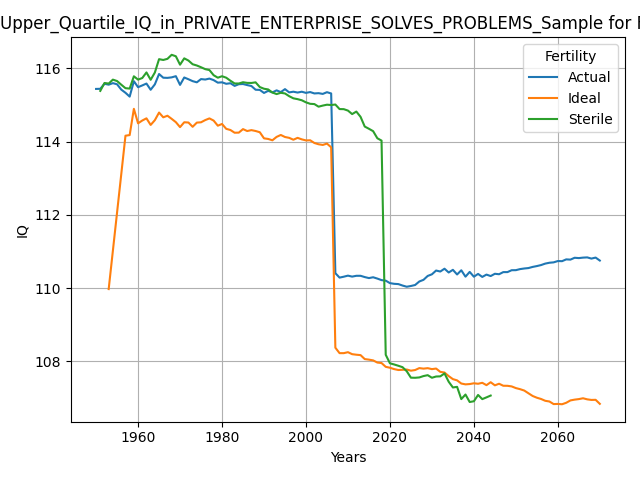 Upper_Quartile_IQ_in_PRIVATE_ENTERPRISE_SOLVES_PROBLEMS_Sample for
Fertility
Actual
Ideal
Sterile
116
114
112
110
108
IQ
1960
1980
2000
2020
2040
2060
Years